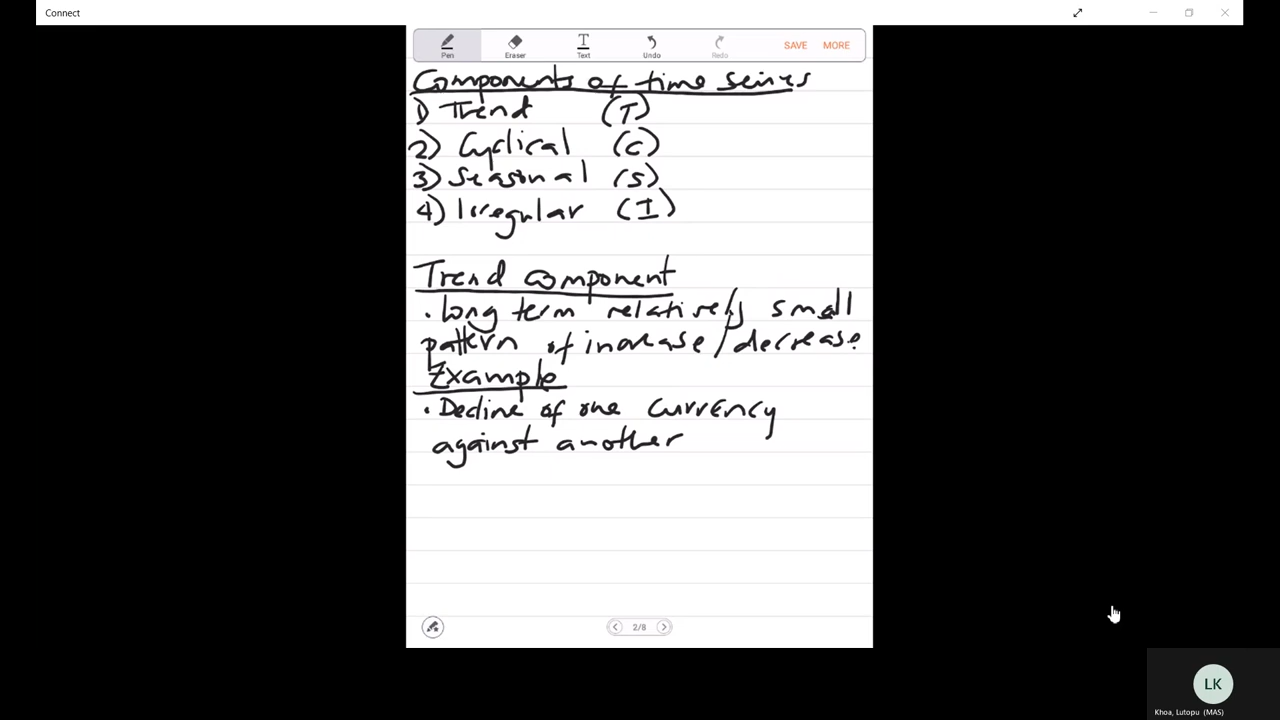 Connect
Pen
Eraser
Text
Undo
Redo
SAVE
MORE
Components of time seires
1) Trend (T)
2) Cyclical (C)
3) Seasonal (S)
4) Irregular (I)
Trend component
. Long term relatively small
pattern of increase / decrease.
Example
. Decline of one currency
against another
2/8
LK
Khoa, Lutopu (MAS)